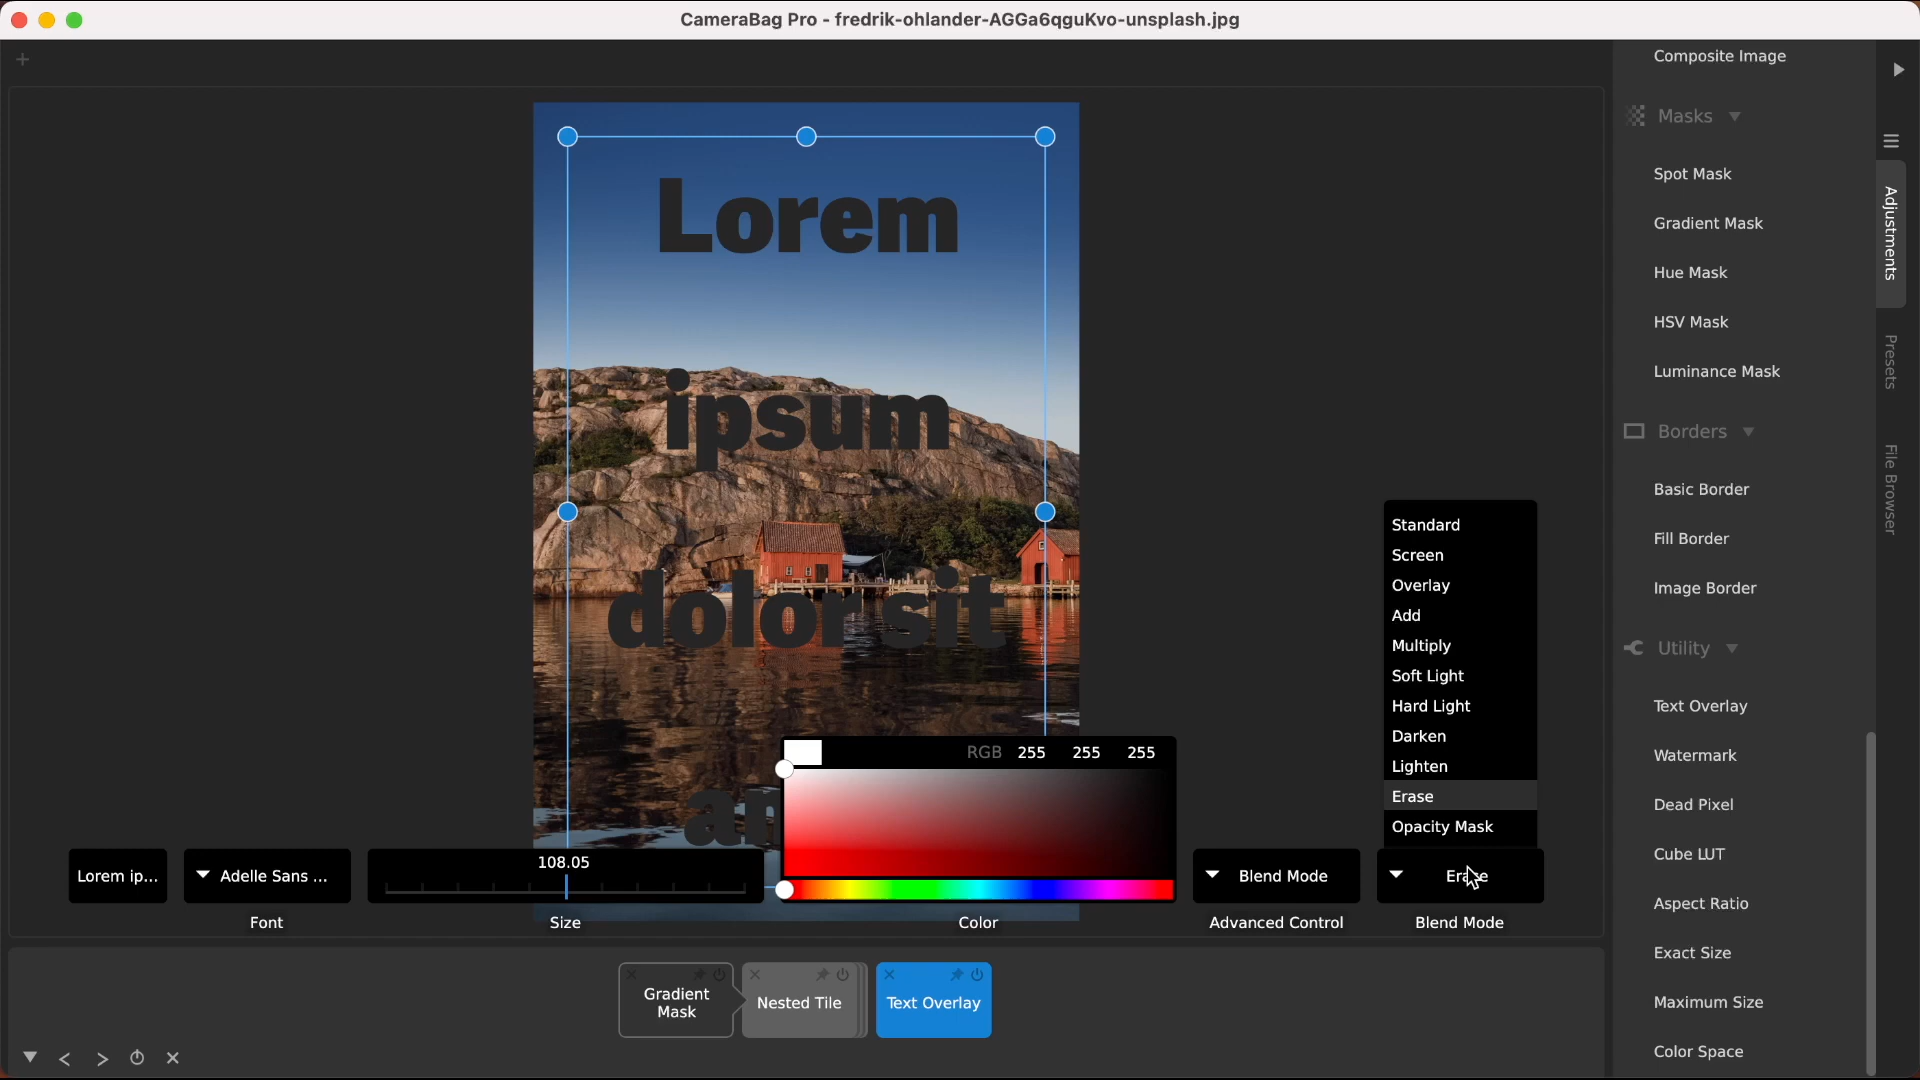 CameraBag Pro - fredrik-ohlander-AGGa6qguKvo-unsplash.jpg
Composite Image
Masks
Spot Mask
Gradient Mask
Hue Mask
HSV Mask
Luminance Mask
Borders
Basic Border
Fill Border
Image Border
Utility
Text Overlay
Watermark
Dead Pixel
Cube LUT
Aspect Ratio
Exact Size
Maximum Size
Color Space
Adjustments
Presets
File Browser
Lorem
ipsum
dolor sit
Standard
Screen
Overlay
Add
Multiply
Soft Light
Hard Light
Darken
Lighten
Erase
Opacity Mask
RGB 255 255 255
Lorem ip...
Adelle Sans ...
108.05
Blend Mode
Erase
Font
Size
Color
Advanced Control
Blend Mode
Gradient
Mask
Nested Tile
Text Overlay